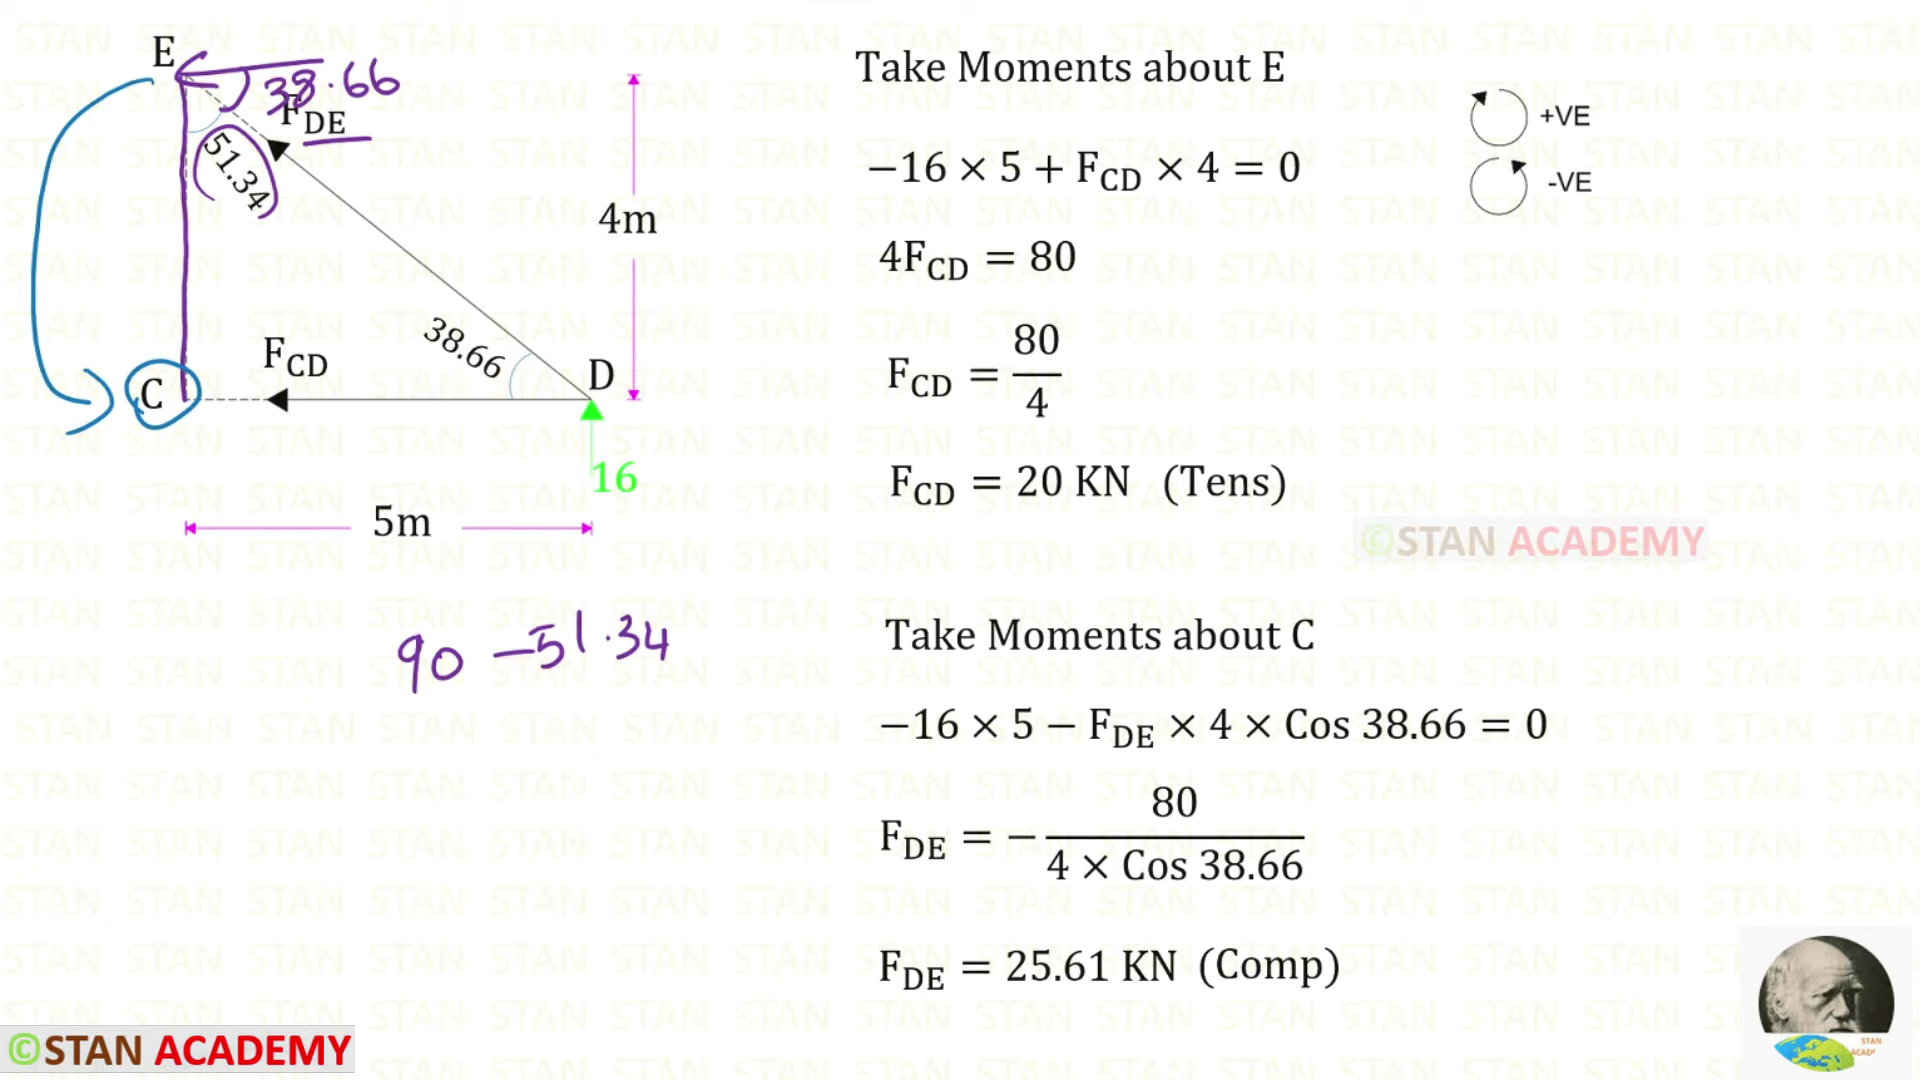 E
38.66
F_DE
51.34
4m
38.66
F_CD
D
C
16
5m
90 −51.34
Take Moments about E
−16 × 5 + F_CD × 4 = 0
4F_CD = 80
F_CD = 80/4
F_CD = 20 KN (Tens)
+VE
-VE
©STAN ACADEMY
Take Moments about C
−16 × 5 − F_DE × 4 × Cos 38.66 = 0
F_DE = − 80/(4 × Cos 38.66)
F_DE = 25.61 KN (Comp)
©STAN ACADEMY
STAN